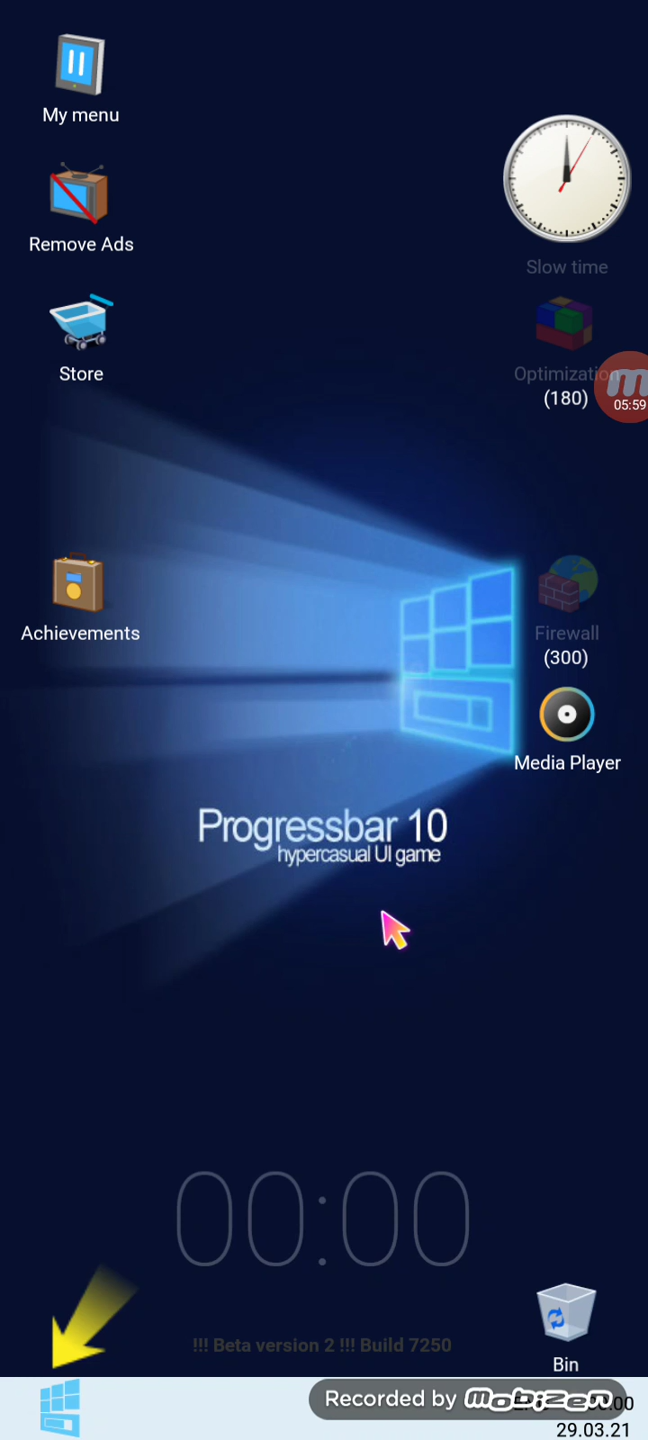 My menu
Remove Ads
Slow time
Store
Optimization
(180)
05:59
Achievements
Firewall
(300)
Media Player
Progressbar 10
hypercasual UI game
00:00
!!! Beta version 2 !!! Build 7250
Bin
Recorded by mobizen
29.03.21